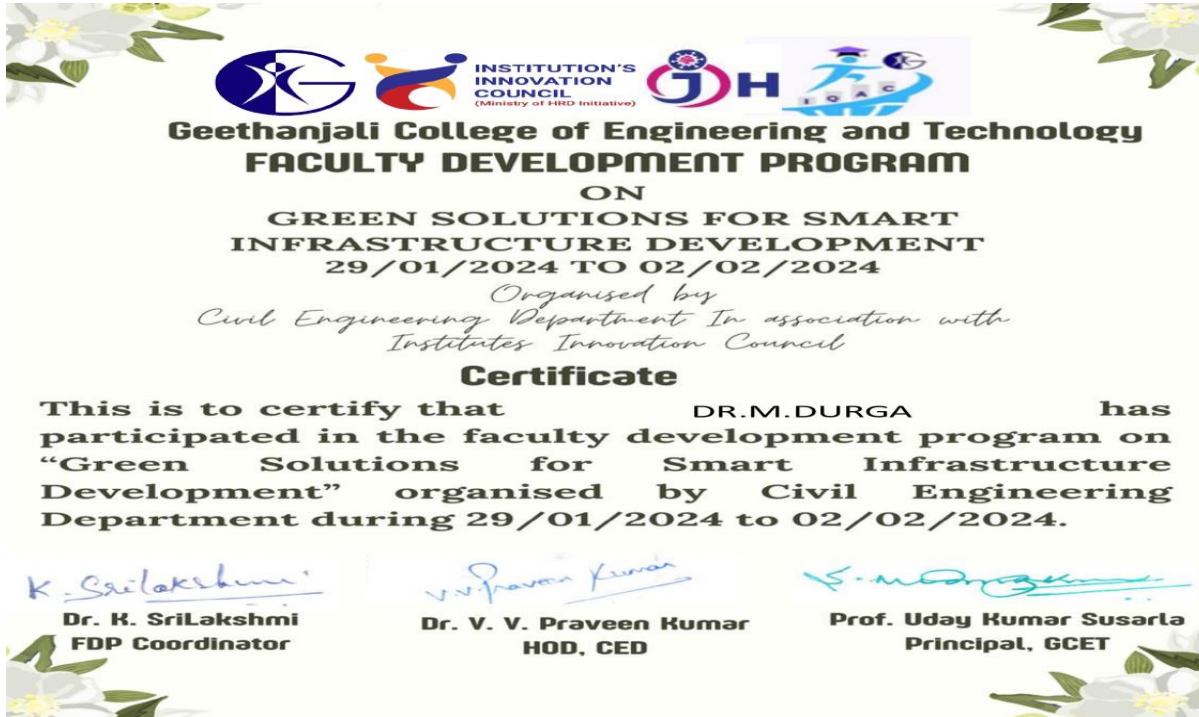 INSTITUTION'S
INNOVATION
COUNCIL
(Ministry of HRD Initiative)
IQAC
Geethanjali College of Engineering and Technology
FACULTY DEVELOPMENT PROGRAM
ON
GREEN SOLUTIONS FOR SMART
INFRASTRUCTURE DEVELOPMENT
29/01/2024 TO 02/02/2024
Organised by
Civil Engineering Department In association with
Institutes Innovation Council
Certificate
This is to certify that DR.M.DURGA has
participated in the faculty development program on
“Green Solutions for Smart Infrastructure
Development” organised by Civil Engineering
Department during 29/01/2024 to 02/02/2024.
K. Srilakshmi
V.V. Praveen Kumar
Dr. K. SriLakshmi
FDP Coordinator
Dr. V. V. Praveen Kumar
HOD, CED
Prof. Uday Kumar Susarla
Principal, GCET